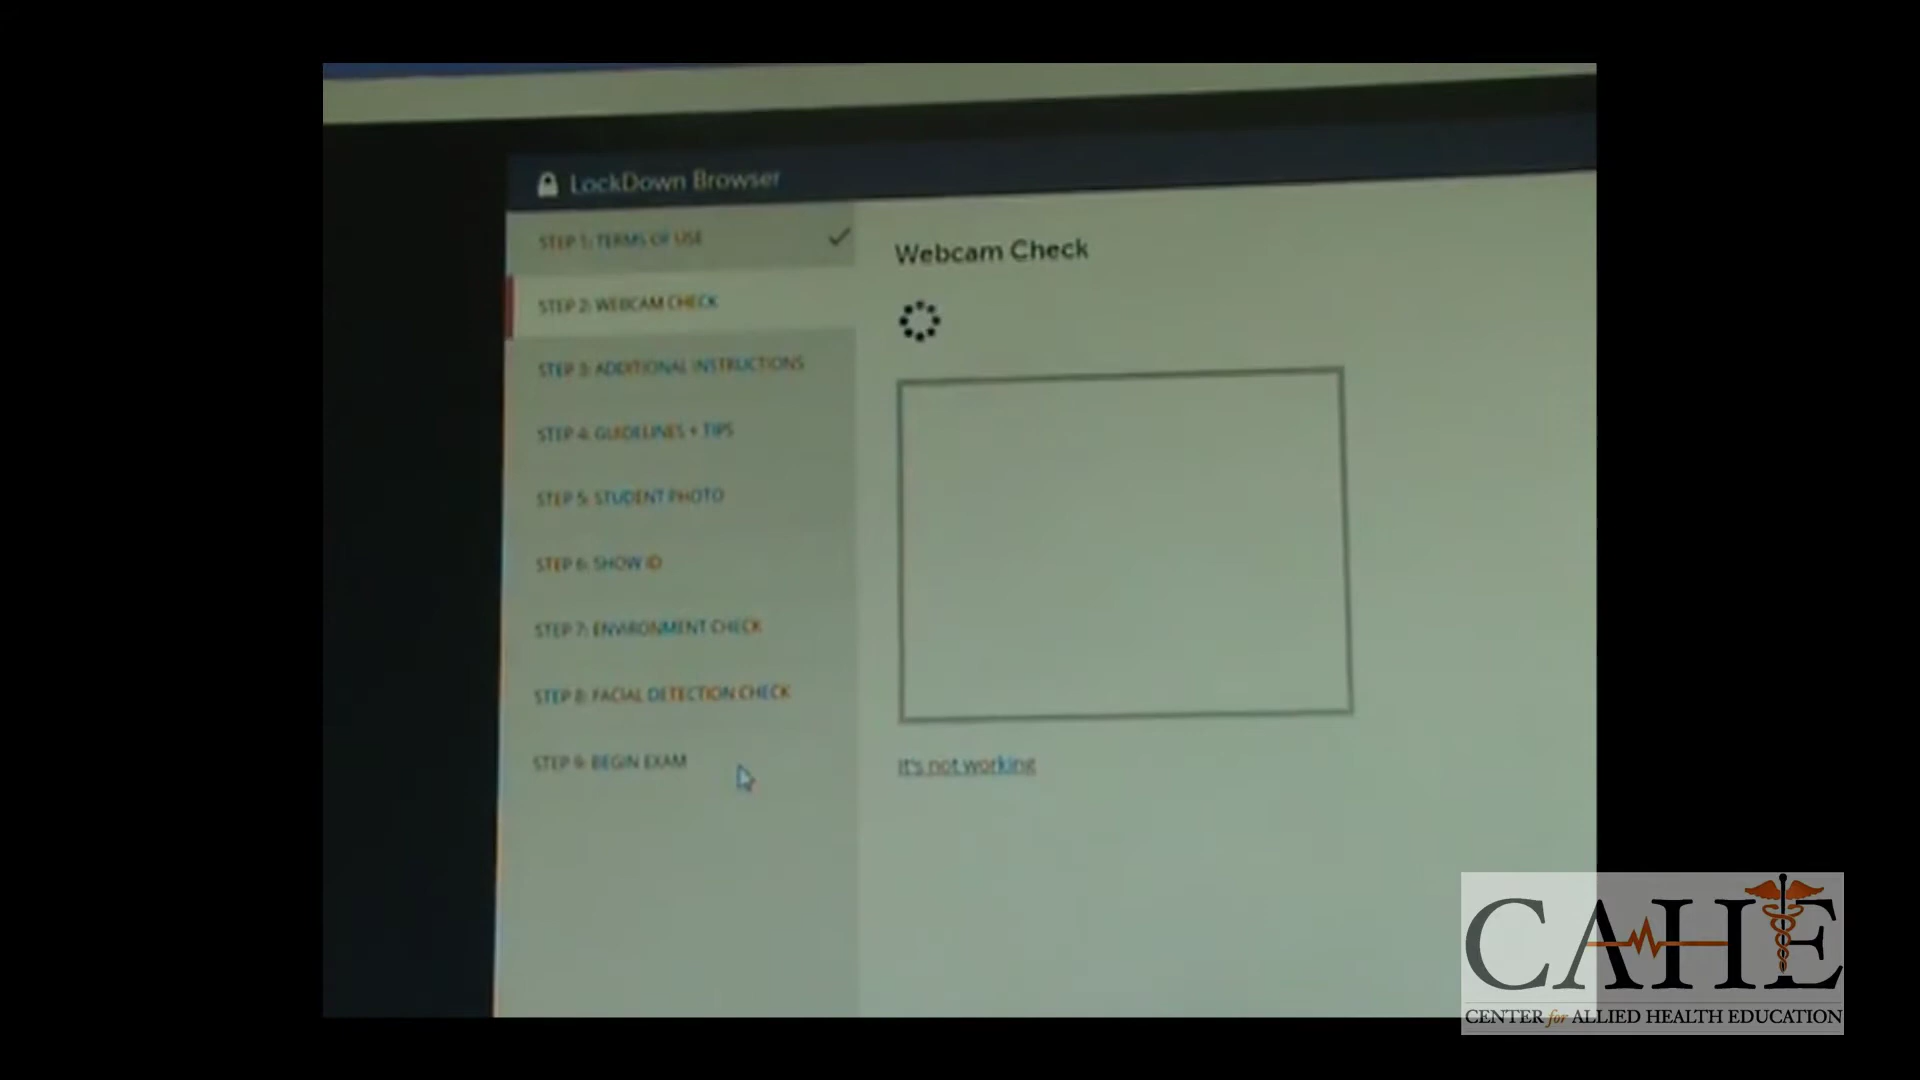 LockDown Browser
STEP 1: TERMS OF USE
STEP 2: WEBCAM CHECK
STEP 3: ADDITIONAL INSTRUCTIONS
STEP 4: GUIDELINES + TIPS
STEP 5: STUDENT PHOTO
STEP 6: SHOW ID
STEP 7: ENVIRONMENT CHECK
STEP 8: FACIAL DETECTION CHECK
STEP 9: BEGIN EXAM
Webcam Check
It's not working
CAHE
CENTER for ALLIED HEALTH EDUCATION